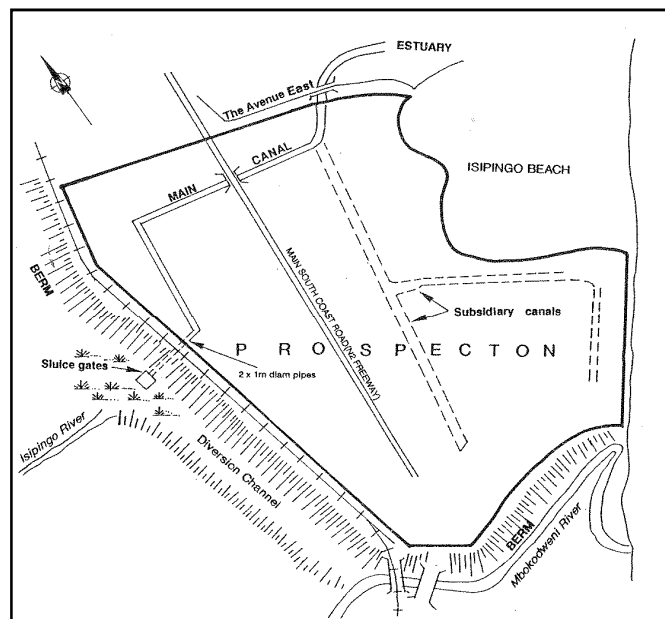 ESTUARY
The Avenue East
CANAL
MAIN
ISIPINGO BEACH
BERM
MAIN SOUTH COAST ROAD(N2 FREEWAY)
Subsidiary canals
PROSPECTON
Sluice gates
2 x 1m diam pipes
Isipingo River
Diversion Channel
BERM
Mbokodweni River